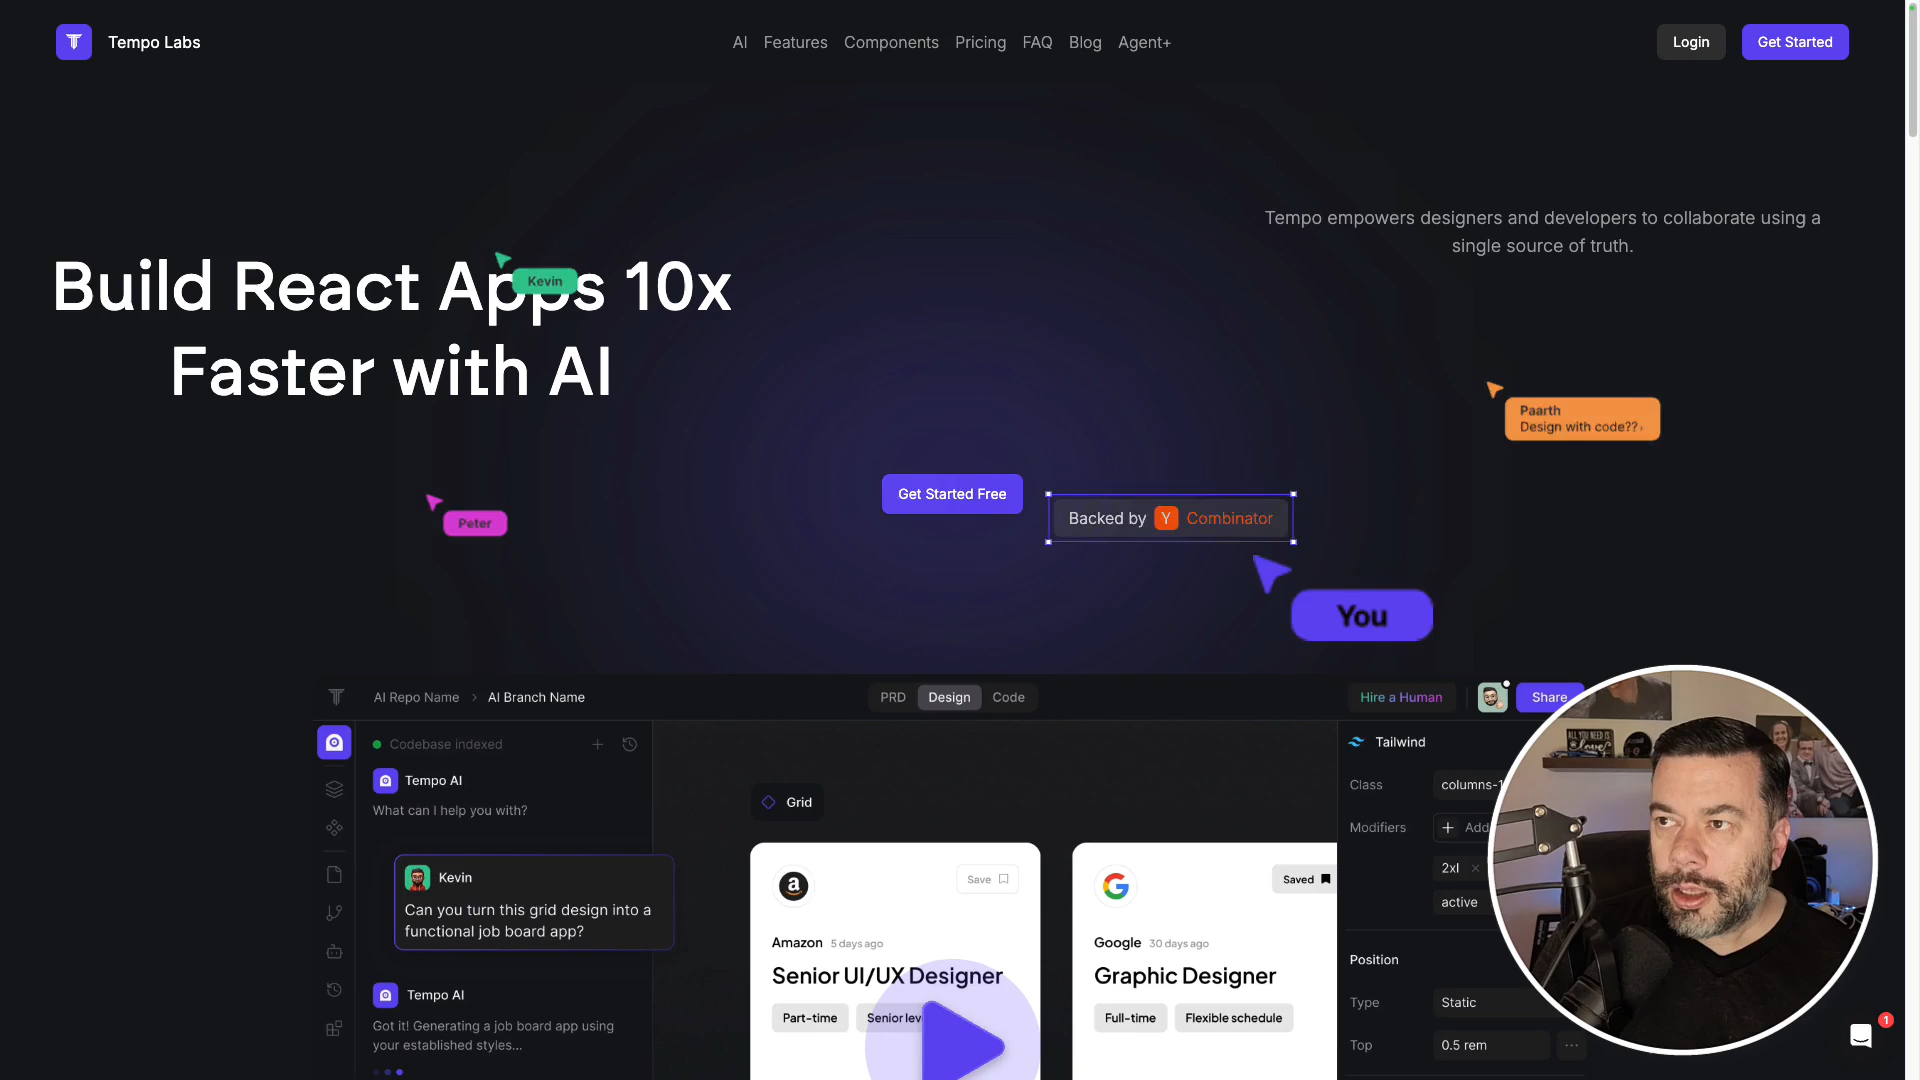 Tempo Labs
AI Features Components Pricing FAQ Blog Agent+
Login
Get Started
Tempo empowers designers and developers to collaborate using a
single source of truth.
Build React Apps 10x
Faster with AI
Kevin
Paarth
Design with code??
Peter
Get Started Free
Backed by Y Combinator
You
AI Repo Name > AI Branch Name
PRD Design Code
Hire a Human
Share
Codebase indexed
Tempo AI
What can I help you with?
Kevin
Can you turn this grid design into a
functional job board app?
Tempo AI
Got it! Generating a job board app using
your established styles...
Grid
Save
Amazon 5 days ago
Senior UI/UX Designer
Part-time
Saved
Google 30 days ago
Graphic Designer
Full-time
Flexible schedule
Tailwind
Class
Modifiers
2xl
active
Position
Type Static
Top 0.5 rem
ALL YOU NEED IS
Love
1